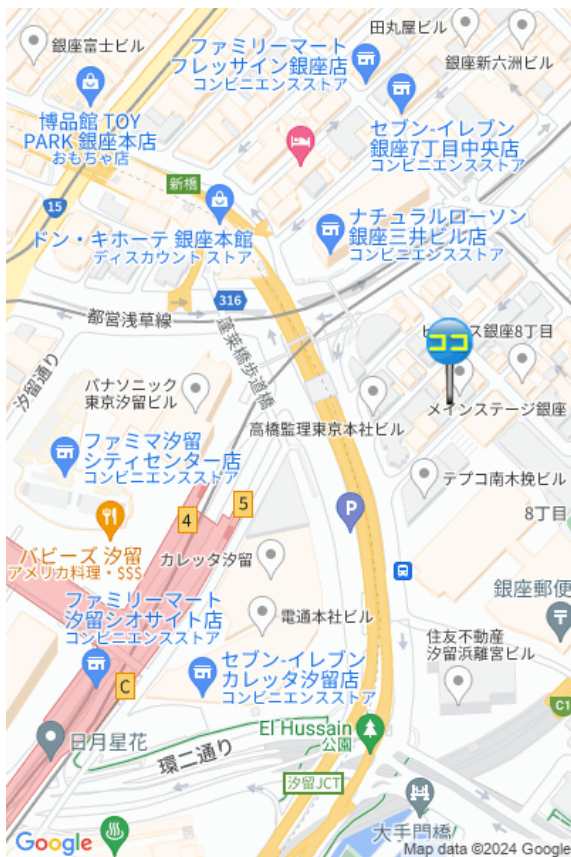 田丸屋ビル
銀座富士ビル
ファミリーマート
フレッサイン銀座店
コンビニエンスストア
銀座新六洲ビル
博品館 TOY
PARK 銀座本店
おもちゃ店
セブン-イレブン
銀座7丁目中央店
コンビニエンスストア
新橋
15
ドン・キホーテ 銀座本館
ディスカウント ストア
ナチュラルローソン
銀座三井ビル店
コンビニエンスストア
316
都営浅草線
蓬莱橋歩道橋
汐留通り
ココ
ス銀座8丁目
パナソニック
東京汐留ビル
メインステージ銀座
高橋監理東京本社ビル
ファミマ汐留
シティセンター店
コンビニエンスストア
テプコ南木挽ビル
5
4
P
8丁目
バビーズ 汐留
アメリカ料理・$$$
カレッタ汐留
銀座郵便
ファミリーマート
汐留シオサイト店
コンビニエンスストア
電通本社ビル
住友不動産
汐留浜離宮ビル
セブン-イレブン
カレッタ汐留店
コンビニエンスストア
C
C1
El Hussain
公園
日月星花
環二通り
汐留JCT
大手門橋
Google
Map data ©2024 Google